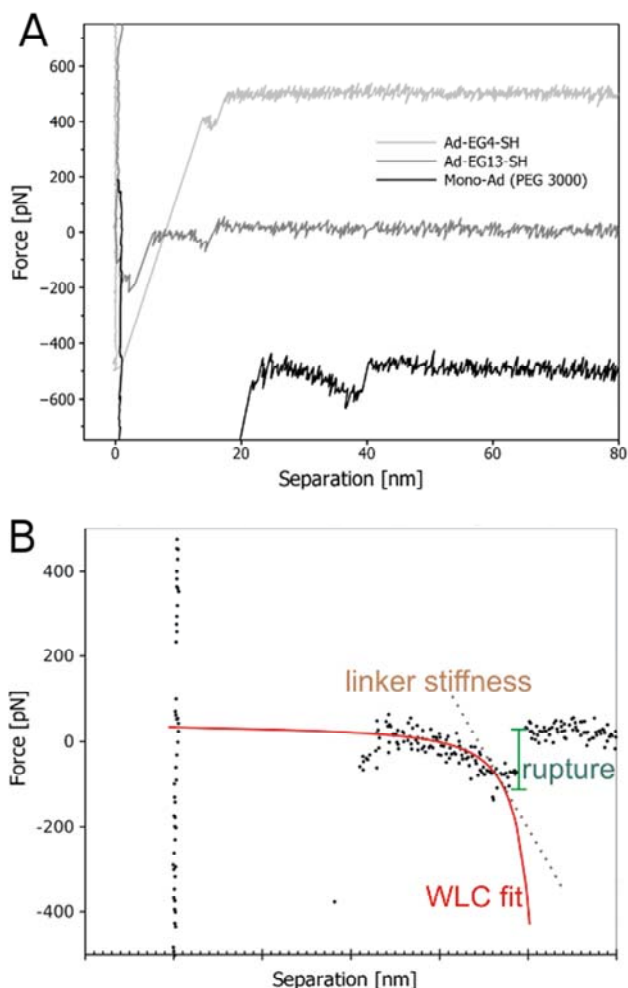 A
600
400
200
0
−200
−400
−600
Force [pN]
Ad-EG4-SH
Ad-EG13-SH
Mono-Ad (PEG 3000)
0
20
40
60
80
Separation [nm]
B
400
200
0
-200
-400
Force [pN]
linker stiffness
rupture
WLC fit
Separation [nm]